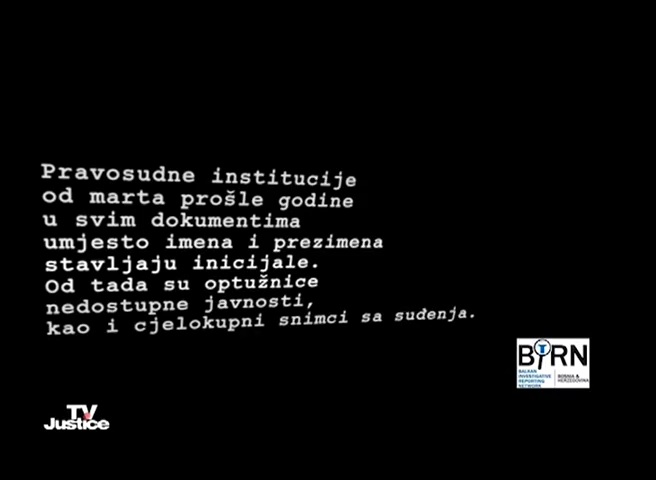 Pravosudne institucije
od marta prošle godine
u svim dokumentima
umjesto imena i prezimena
stavljaju inicijale.
Od tada su optužnice
nedostupne javnosti,
kao i cjelokupni snimci sa suđenja.
BIRN
BALKAN
INVESTIGATIVE
REPORTING
NETWORK
BOSNIA &
HERZEGOVINA
TV
Justice